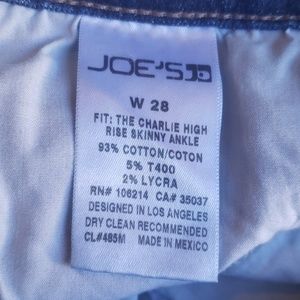 JOE'S
W 28
FIT: THE CHARLIE HIGH
RISE SKINNY ANKLE
93% COTTON/COTON
5% T400
2% LYCRA
RN# 106214 CA# 35037
DESIGNED IN LOS ANGELES
DRY CLEAN RECOMMENDED
CL#485M MADE IN MEXICO